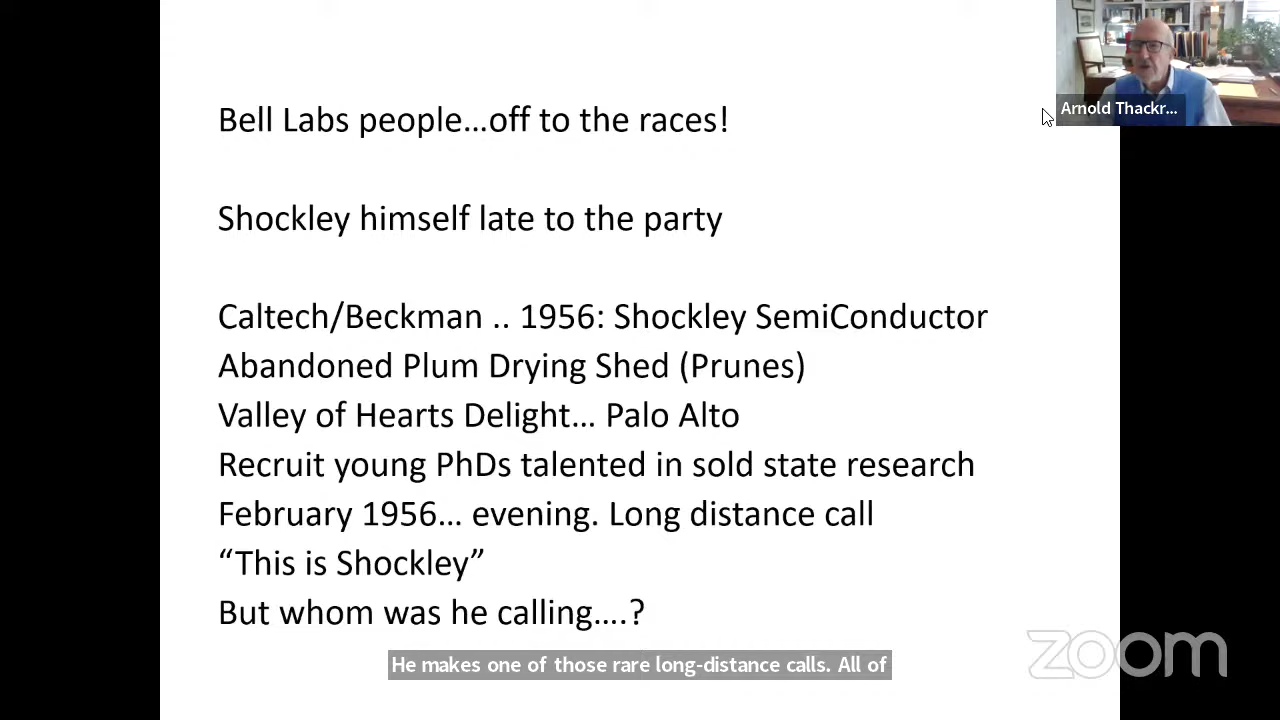 Bell Labs people…off to the races!
Shockley himself late to the party
Caltech/Beckman .. 1956: Shockley SemiConductor
Abandoned Plum Drying Shed (Prunes)
Valley of Hearts Delight… Palo Alto
Recruit young PhDs talented in sold state research
February 1956… evening. Long distance call
“This is Shockley”
But whom was he calling….?
Arnold Thackr...
He makes one of those rare long-distance calls. All of
zoom